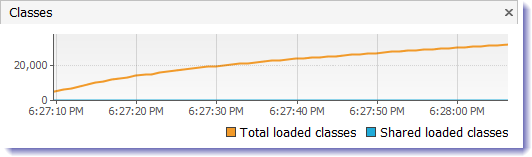 Classes
20,000
0
6:27:10 PM 6:27:20 PM 6:27:30 PM 6:27:40 PM 6:27:50 PM 6:28:00 PM
Total loaded classes Shared loaded classes